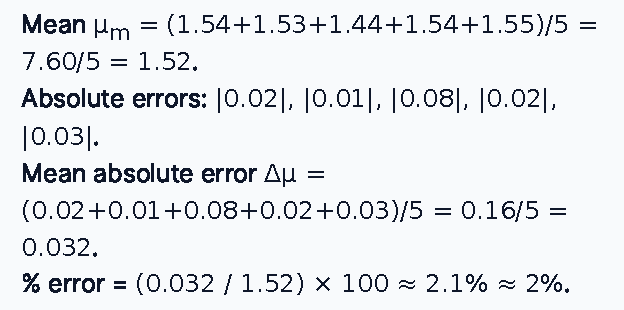 Mean μm = (1.54+1.53+1.44+1.54+1.55)/5 =
7.60/5 = 1.52.
Absolute errors: |0.02|, |0.01|, |0.08|, |0.02|,
|0.03|.
Mean absolute error Δμ =
(0.02+0.01+0.08+0.02+0.03)/5 = 0.16/5 =
0.032.
% error = (0.032 / 1.52) × 100 ≈ 2.1% ≈ 2%.